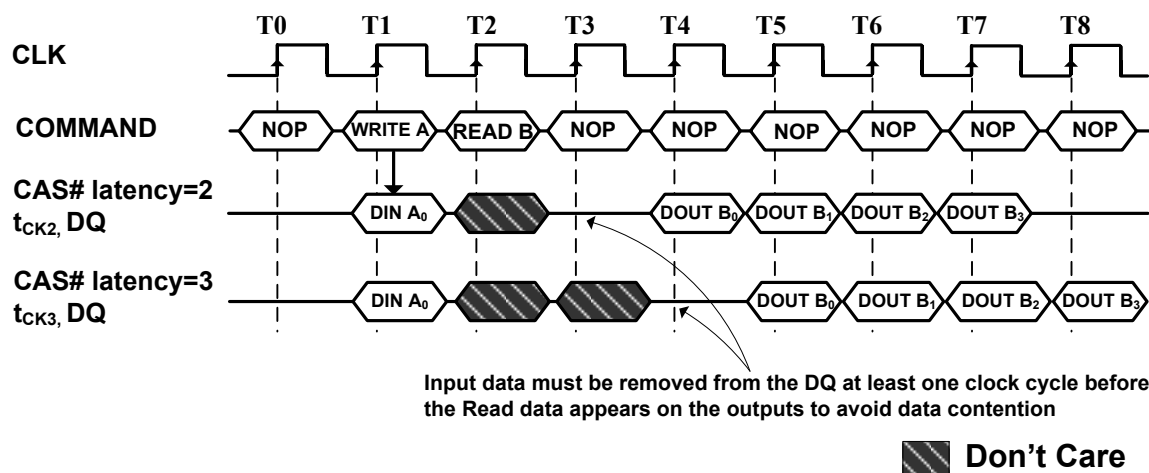 T0 T1 T2 T3 T4 T5 T6 T7 T8
CLK
COMMAND NOP WRITE A READ B NOP NOP NOP NOP NOP NOP
CAS# latency=2
tCK2, DQ DIN A0 DOUT B0 DOUT B1 DOUT B2 DOUT B3
CAS# latency=3
tCK3, DQ DIN A0 DOUT B0 DOUT B1 DOUT B2 DOUT B3
Input data must be removed from the DQ at least one clock cycle before
the Read data appears on the outputs to avoid data contention
Don't Care